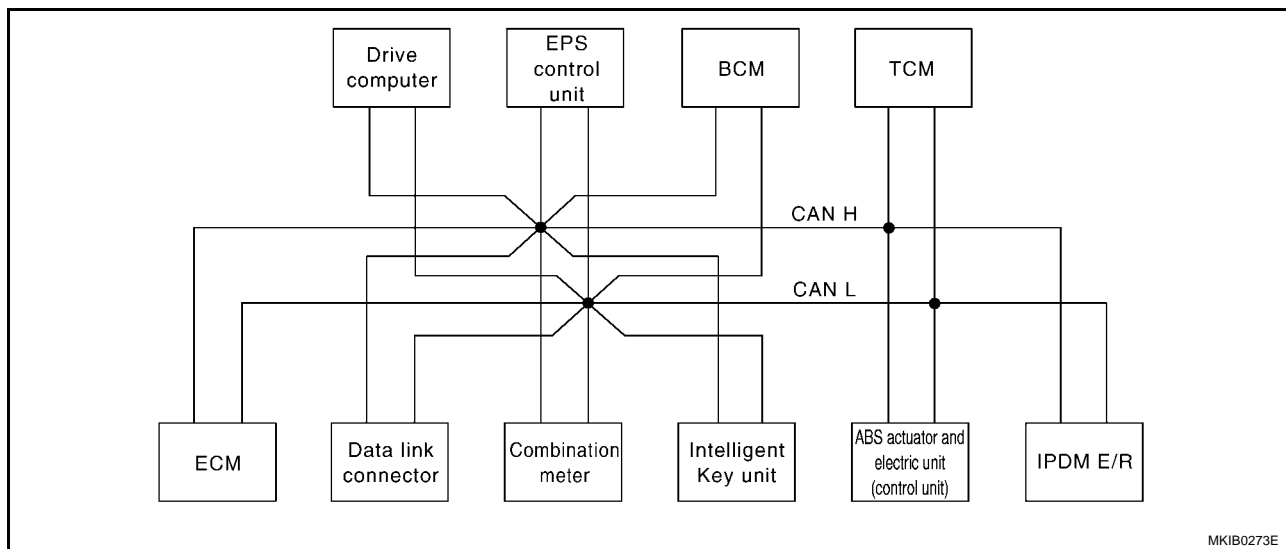 Drive
computer
EPS
control
unit
BCM
TCM
CAN H
CAN L
ECM
Data link
connector
Combination
meter
Intelligent
Key unit
ABS actuator and
electric unit
(control unit)
IPDM E/R
MKIB0273E